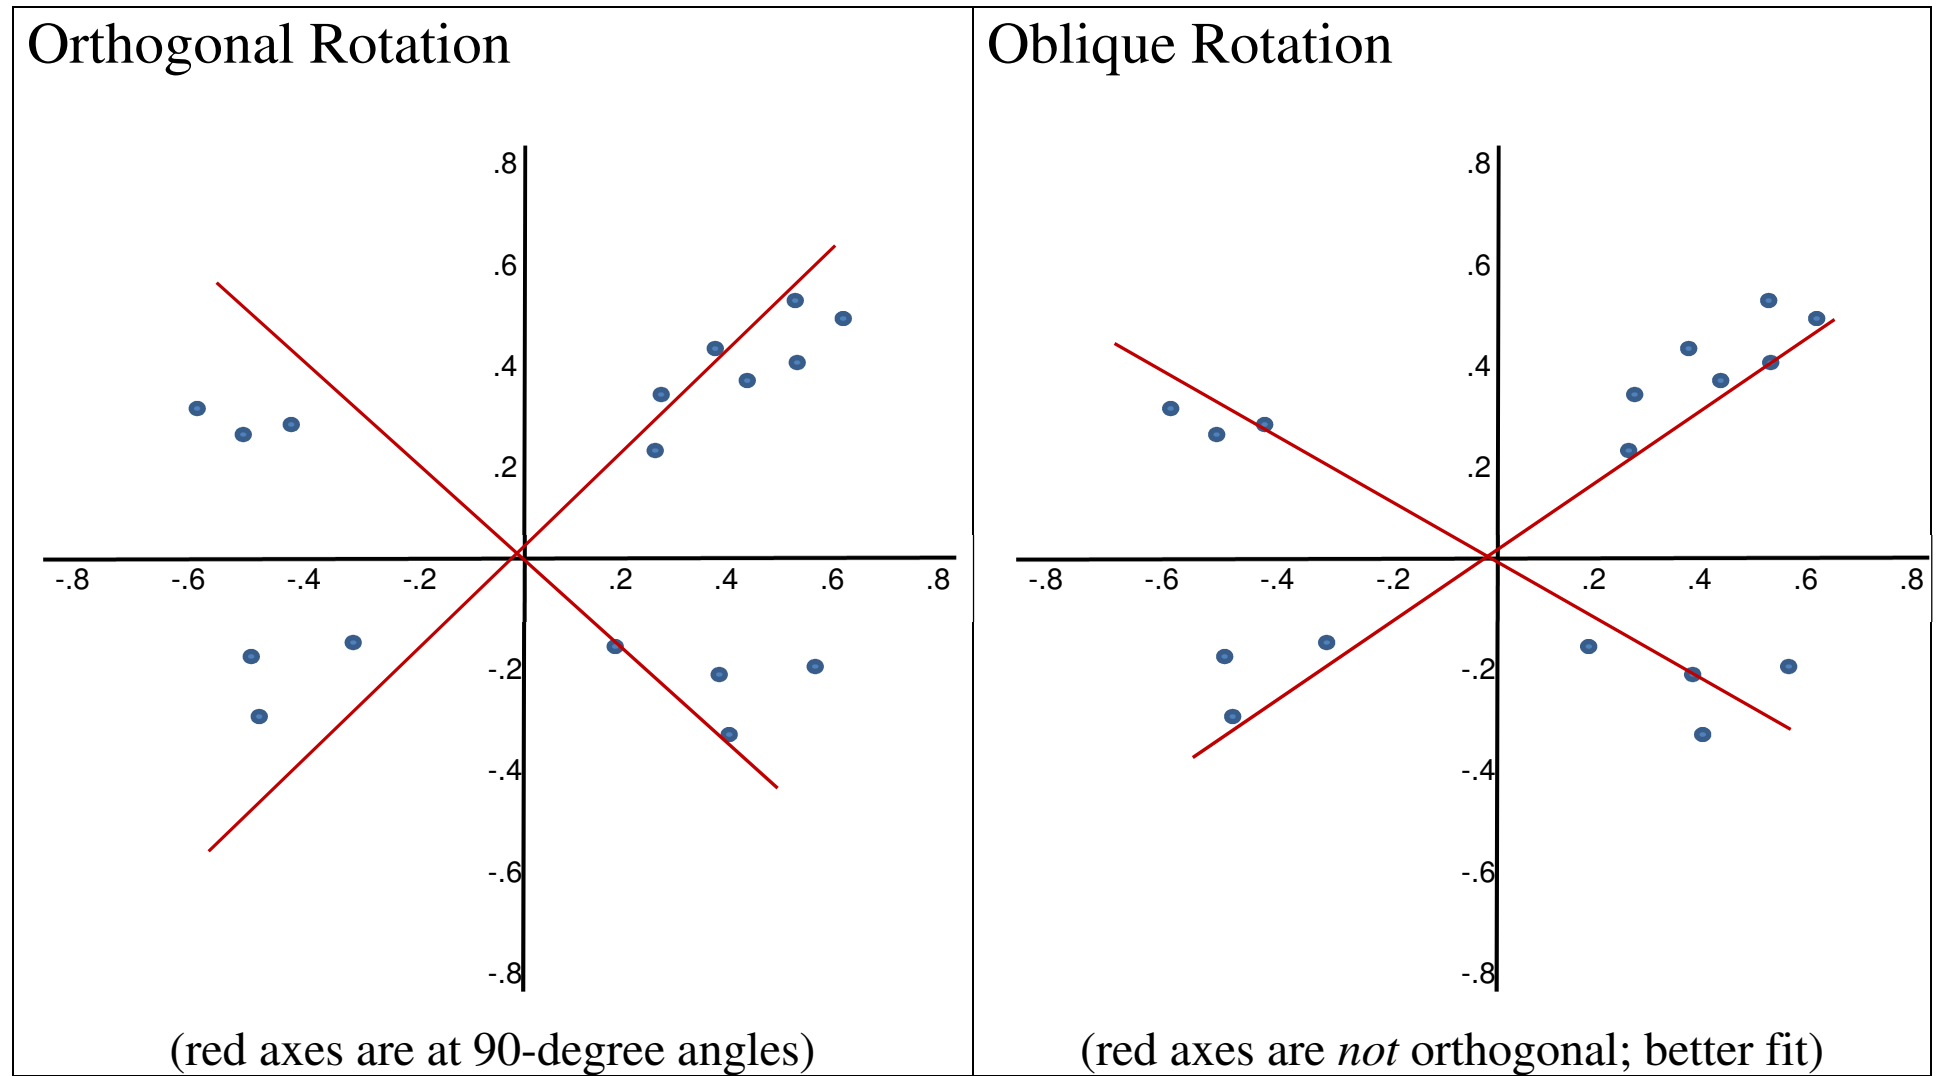 Orthogonal Rotation
.8
.6
.4
.2
-.8 -.6 -.4 -.2 .2 .4 .6 .8
-.2
-.4
-.6
-.8
(red axes are at 90-degree angles)
Oblique Rotation
.8
.6
.4
.2
-.8 -.6 -.4 -.2 .2 .4 .6 .8
-.2
-.4
-.6
-.8
(red axes are not orthogonal; better fit)